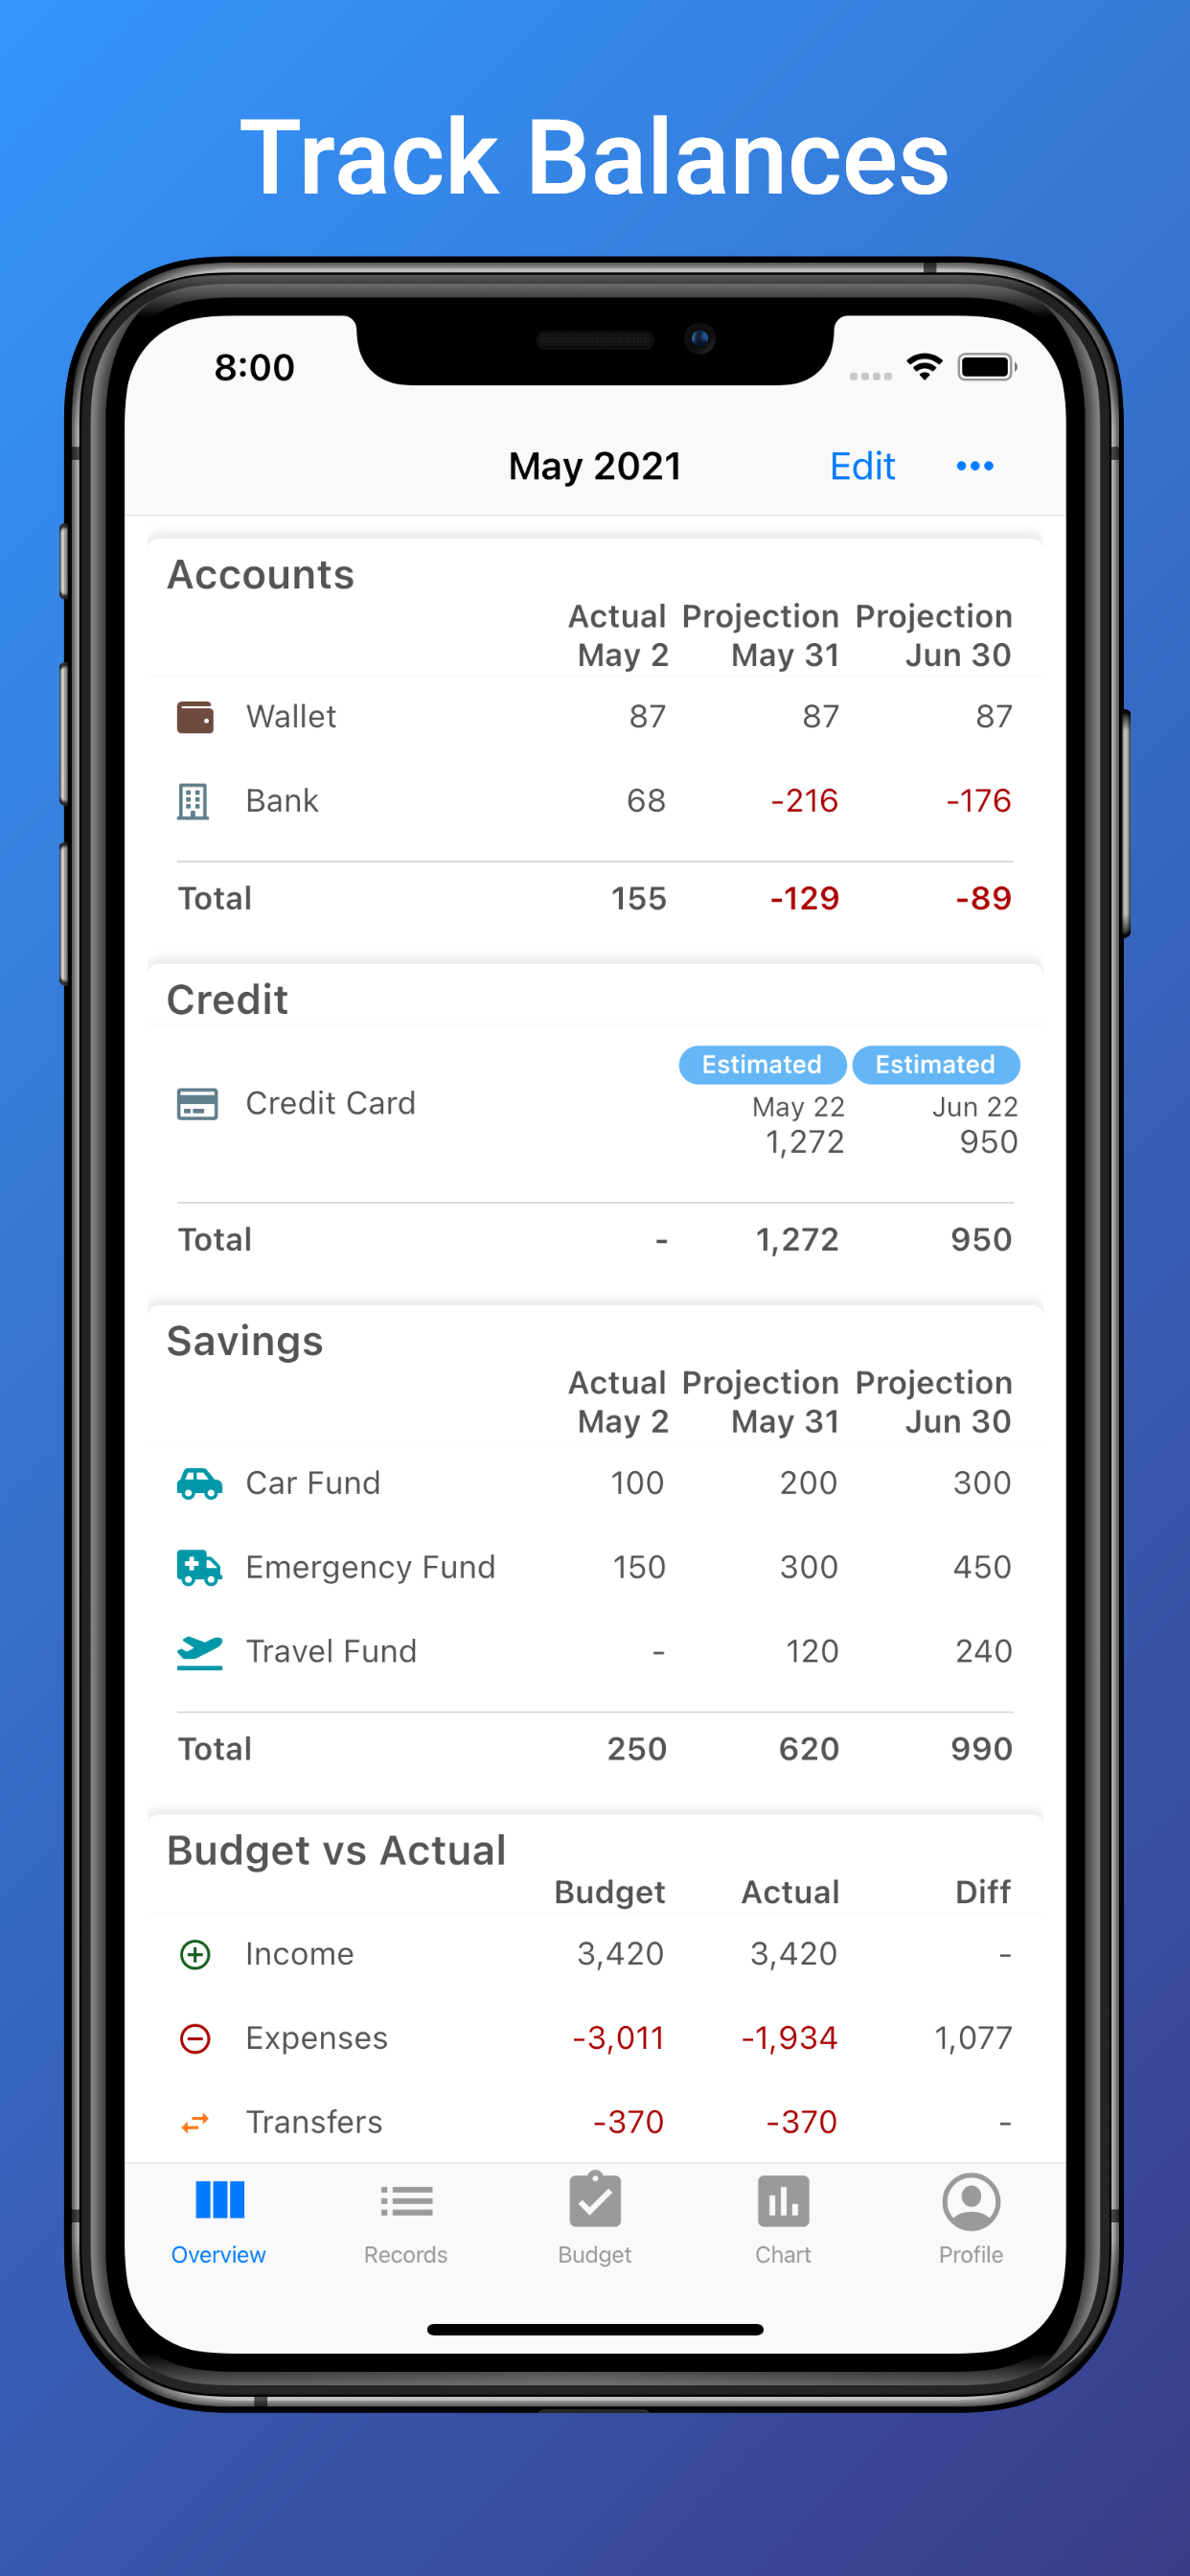 Track Balances
8:00
May 2021 Edit
Accounts
Actual Projection Projection
May 2 May 31 Jun 30
Wallet 87 87 87
Bank 68 -216 -176
Total 155 -129 -89
Credit
Estimated Estimated
Credit Card May 22 Jun 22
1,272 950
Total - 1,272 950
Savings
Actual Projection Projection
May 2 May 31 Jun 30
Car Fund 100 200 300
Emergency Fund 150 300 450
Travel Fund - 120 240
Total 250 620 990
Budget vs Actual
Budget Actual Diff
Income 3,420 3,420 -
Expenses -3,011 -1,934 1,077
Transfers -370 -370 -
Overview Records Budget Chart Profile